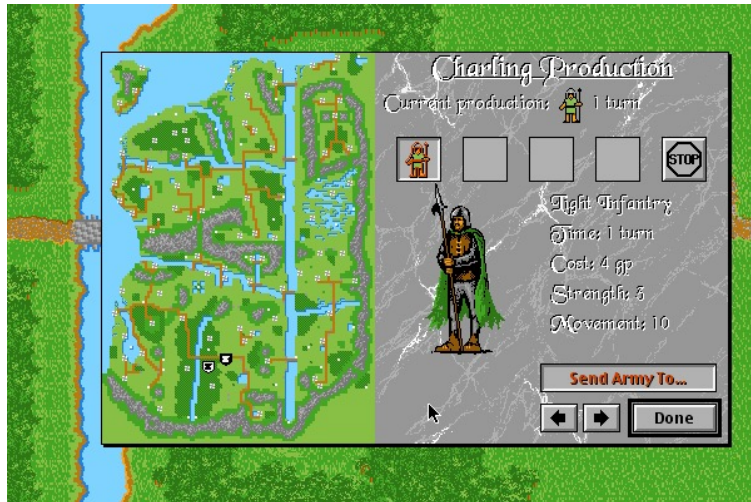 Charling Production
Current production: 1 turn
STOP
Light Infantry
Time: 1 turn
Cost: 4 gp
Strength: 3
Movement: 10
Send Army To...
Done